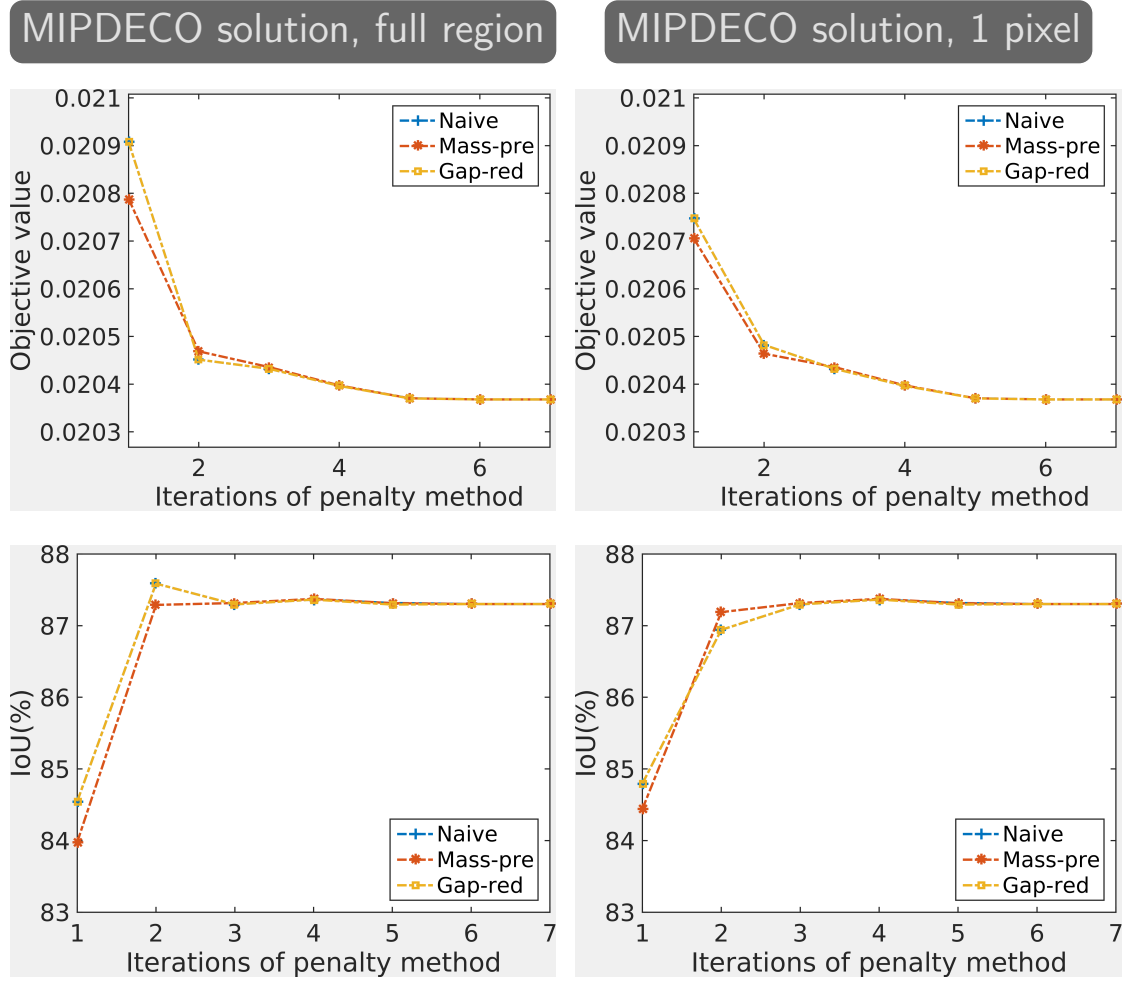 MIPDECO solution, full region
MIPDECO solution, 1 pixel
0.021
0.0209
0.0208
0.0207
0.0206
0.0205
0.0204
0.0203
Objective value
2 4 6
Iterations of penalty method
Naive
Mass-pre
Gap-red
0.021
0.0209
0.0208
0.0207
0.0206
0.0205
0.0204
0.0203
Objective value
2 4 6
Iterations of penalty method
Naive
Mass-pre
Gap-red
88
87
86
85
84
83
IoU(%)
1 2 3 4 5 6 7
Iterations of penalty method
Naive
Mass-pre
Gap-red
88
87
86
85
84
83
IoU(%)
1 2 3 4 5 6 7
Iterations of penalty method
Naive
Mass-pre
Gap-red